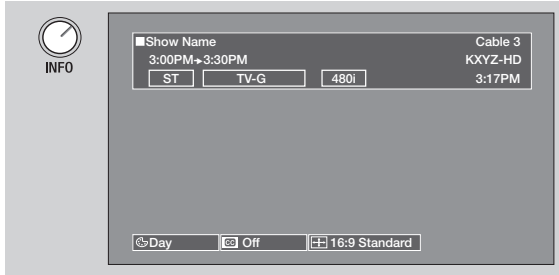 INFO
■Show Name Cable 3
3:00PM→3:30PM KXYZ-HD
ST TV-G 480i 3:17PM
Day CC Off 16:9 Standard